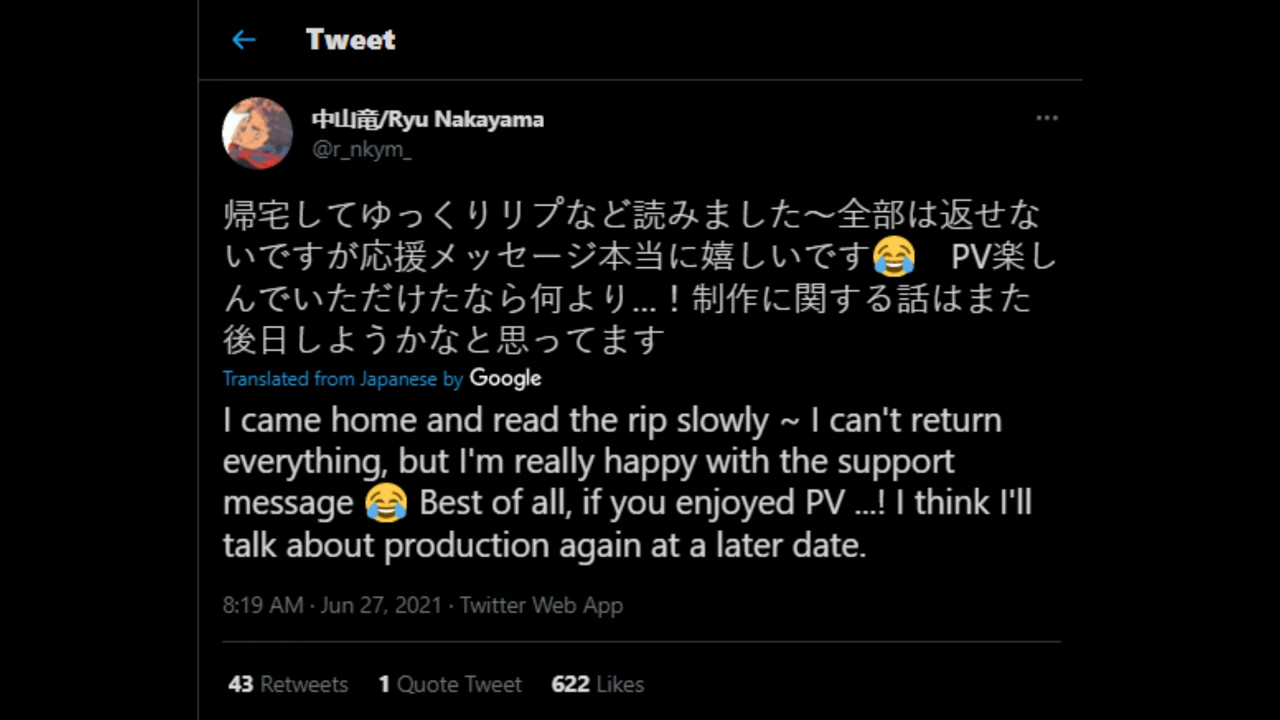 ← Tweet
中山竜/Ryu Nakayama
@r_nkym_
帰宅してゆっくりリプなど読みました〜全部は返せな
いですが応援メッセージ本当に嬉しいです😂　PV楽し
んでいただけたなら何より...！制作に関する話はまた
後日しようかなと思ってます
Translated from Japanese by Google
I came home and read the rip slowly ~ I can't return
everything, but I'm really happy with the support
message 😂 Best of all, if you enjoyed PV ...! I think I'll
talk about production again at a later date.
8:19 AM · Jun 27, 2021 · Twitter Web App
43 Retweets 1 Quote Tweet 622 Likes